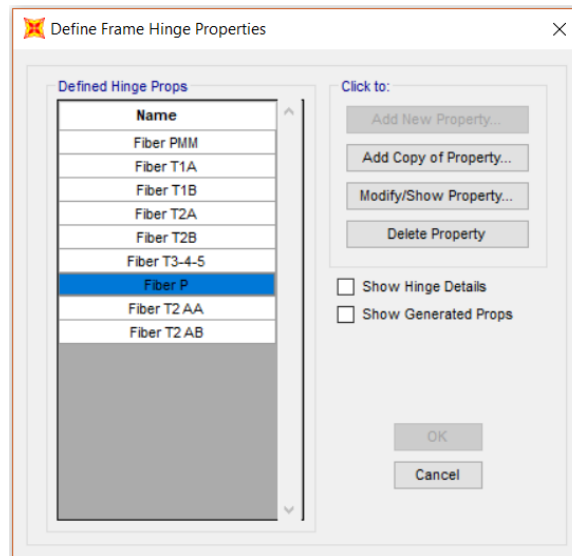 Define Frame Hinge Properties
Defined Hinge Props
Name
Fiber PMM
Fiber T1A
Fiber T1B
Fiber T2A
Fiber T2B
Fiber T3-4-5
Fiber P
Fiber T2 AA
Fiber T2 AB
Click to:
Add New Property...
Add Copy of Property...
Modify/Show Property...
Delete Property
Show Hinge Details
Show Generated Props
OK
Cancel